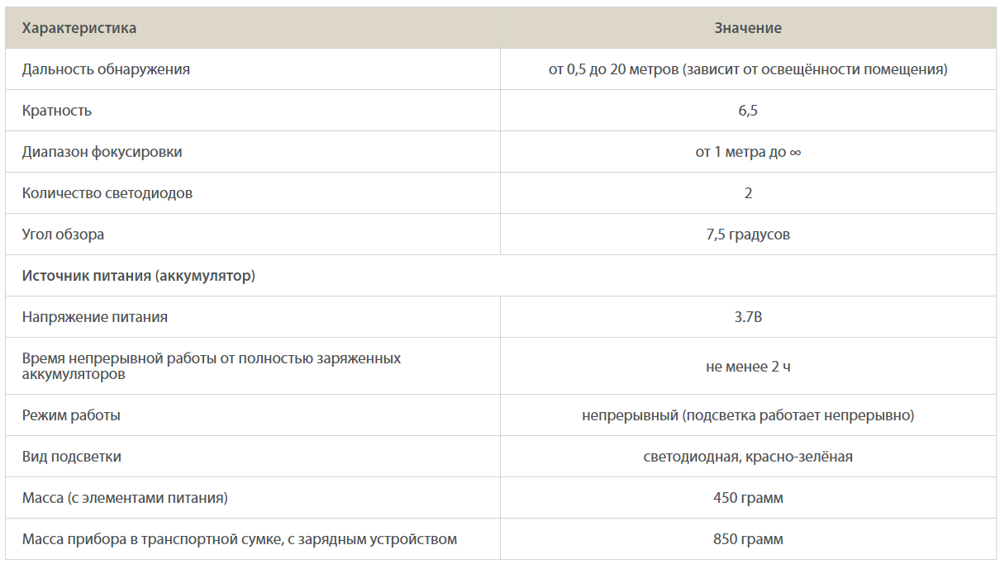 Характеристика Значение
Дальность обнаружения от 0,5 до 20 метров (зависит от освещённости помещения)
Кратность 6,5
Диапазон фокусировки от 1 метра до ∞
Количество светодиодов 2
Угол обзора 7,5 градусов
Источник питания (аккумулятор)
Напряжение питания 3.7В
Время непрерывной работы от полностью заряженных
аккумуляторов не менее 2 ч
Режим работы непрерывный (подсветка работает непрерывно)
Вид подсветки светодиодная, красно-зелёная
Масса (с элементами питания) 450 грамм
Масса прибора в транспортной сумке, с зарядным устройством 850 грамм